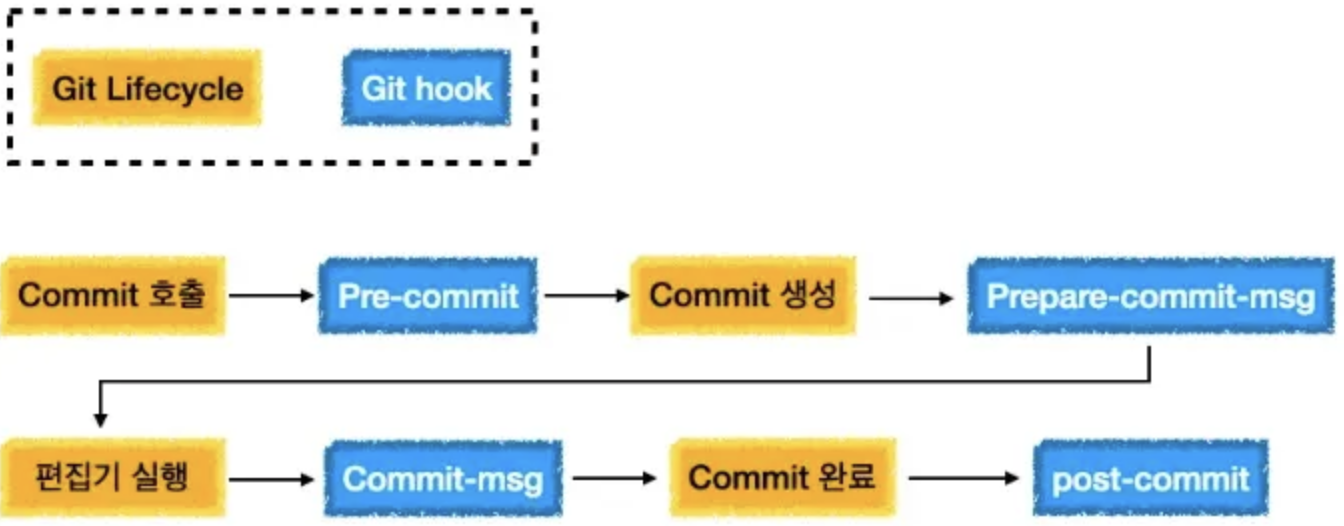 Git Lifecycle
Git hook
Commit 호출
Pre-commit
Commit 생성
Prepare-commit-msg
편집기 실행
Commit-msg
Commit 완료
post-commit